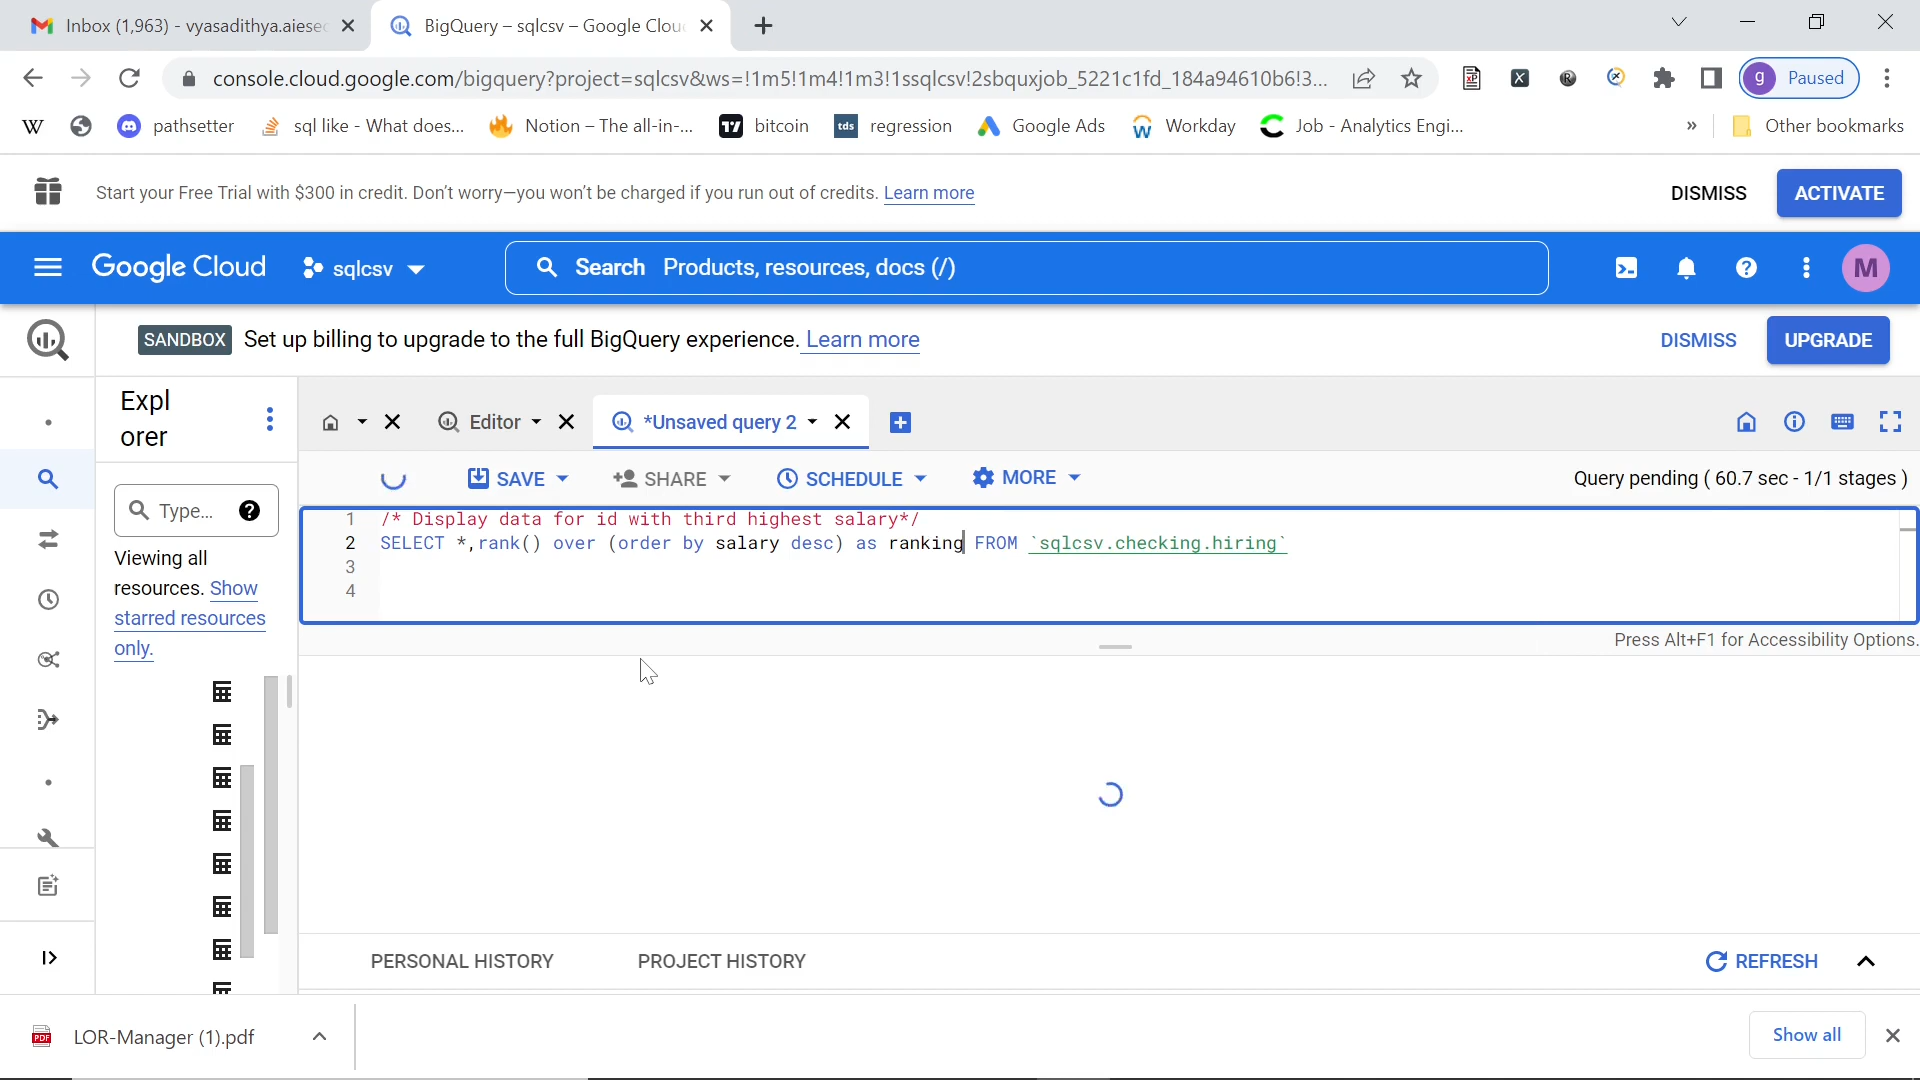 Inbox (1,963) - vyasadithya.aiesec
BigQuery – sqlcsv – Google Clou
console.cloud.google.com/bigquery?project=sqlcsv&ws=!1m5!1m4!1m3!1ssqlcsv!2sbquxjob_5221c1fd_184a94610b6!3...
g Paused
W pathsetter sql like - What does... Notion – The all-in-... bitcoin tds regression Google Ads Workday Job - Analytics Engi... » Other bookmarks
Start your Free Trial with $300 in credit. Don't worry—you won't be charged if you run out of credits. Learn more
DISMISS ACTIVATE
Google Cloud sqlcsv Search Products, resources, docs (/) M
SANDBOX Set up billing to upgrade to the full BigQuery experience. Learn more
DISMISS UPGRADE
Expl
orer
Editor *Unsaved query 2
SAVE SHARE SCHEDULE MORE Query pending ( 60.7 sec - 1/1 stages )
Type...
Viewing all
resources. Show
starred resources
only.
1 /* Display data for id with third highest salary*/
2 SELECT *,rank() over (order by salary desc) as ranking FROM `sqlcsv.checking.hiring`
3
4
Press Alt+F1 for Accessibility Options.
PERSONAL HISTORY PROJECT HISTORY REFRESH
PDF LOR-Manager (1).pdf Show all